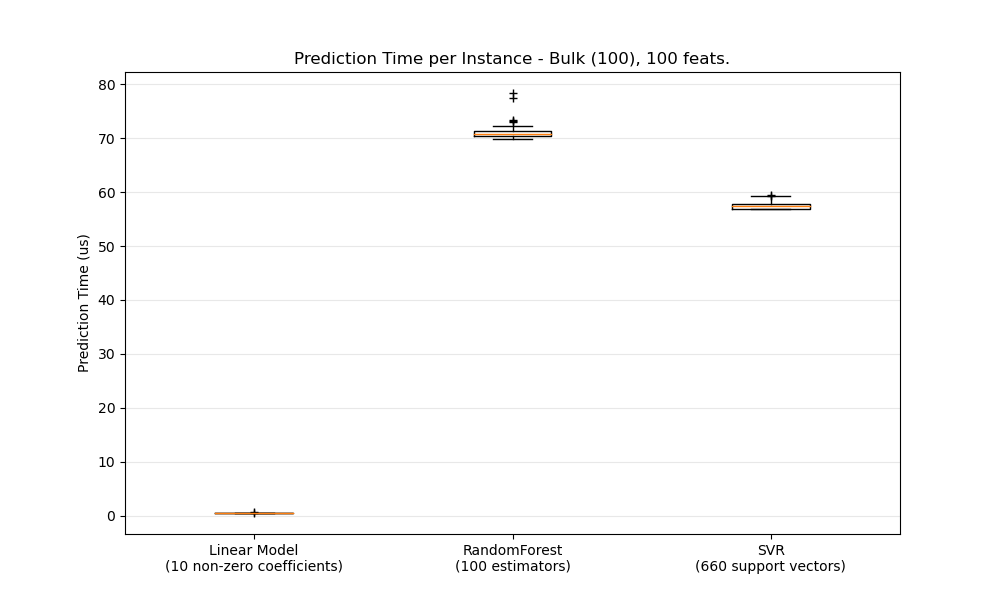 Prediction Time per Instance - Bulk (100), 100 feats.
80
70
60
50
40
30
20
10
0
Prediction Time (us)
Linear Model
(10 non-zero coefficients)
RandomForest
(100 estimators)
SVR
(660 support vectors)